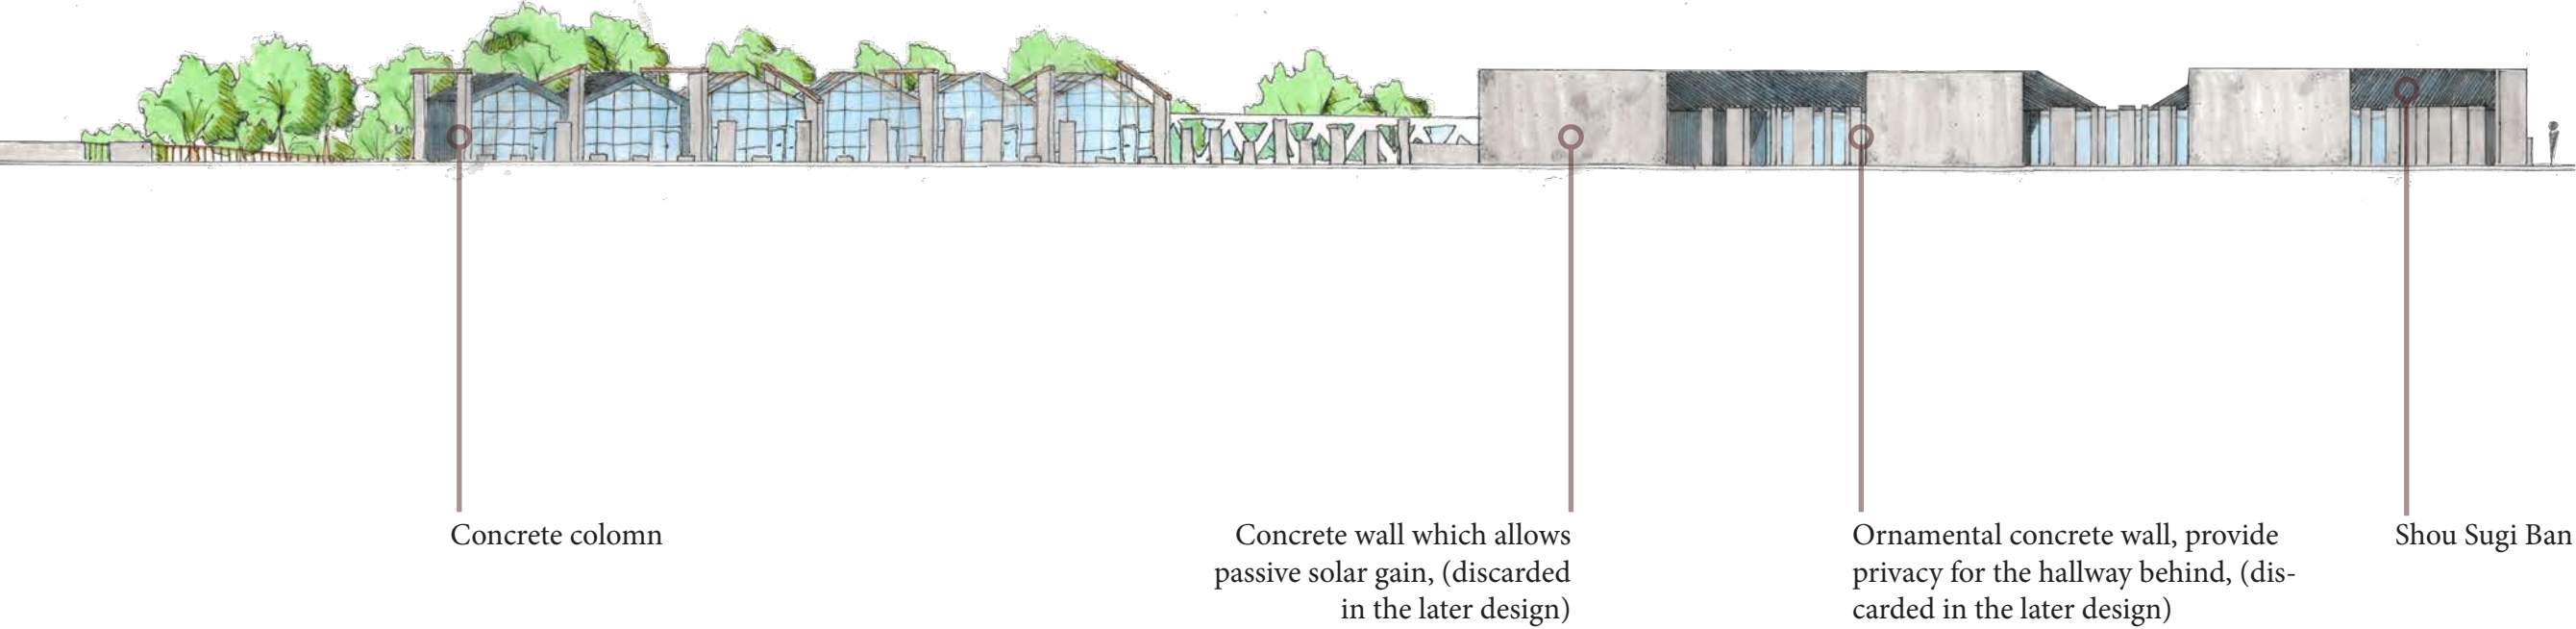 Concrete colomn
Concrete wall which allows
passive solar gain, (discarded
in the later design)
Ornamental concrete wall, provide
privacy for the hallway behind, (dis-
carded in the later design)
Shou Sugi Ban